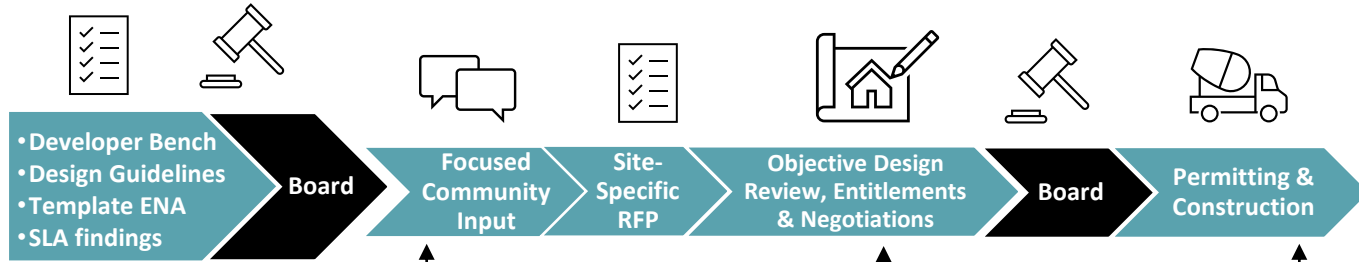 •Developer Bench
•Design Guidelines
•Template ENA
•SLA findings
Board
Focused
Community
Input
Site-
Specific
RFP
Objective Design
Review, Entitlements
& Negotiations
Board
Permitting &
Construction